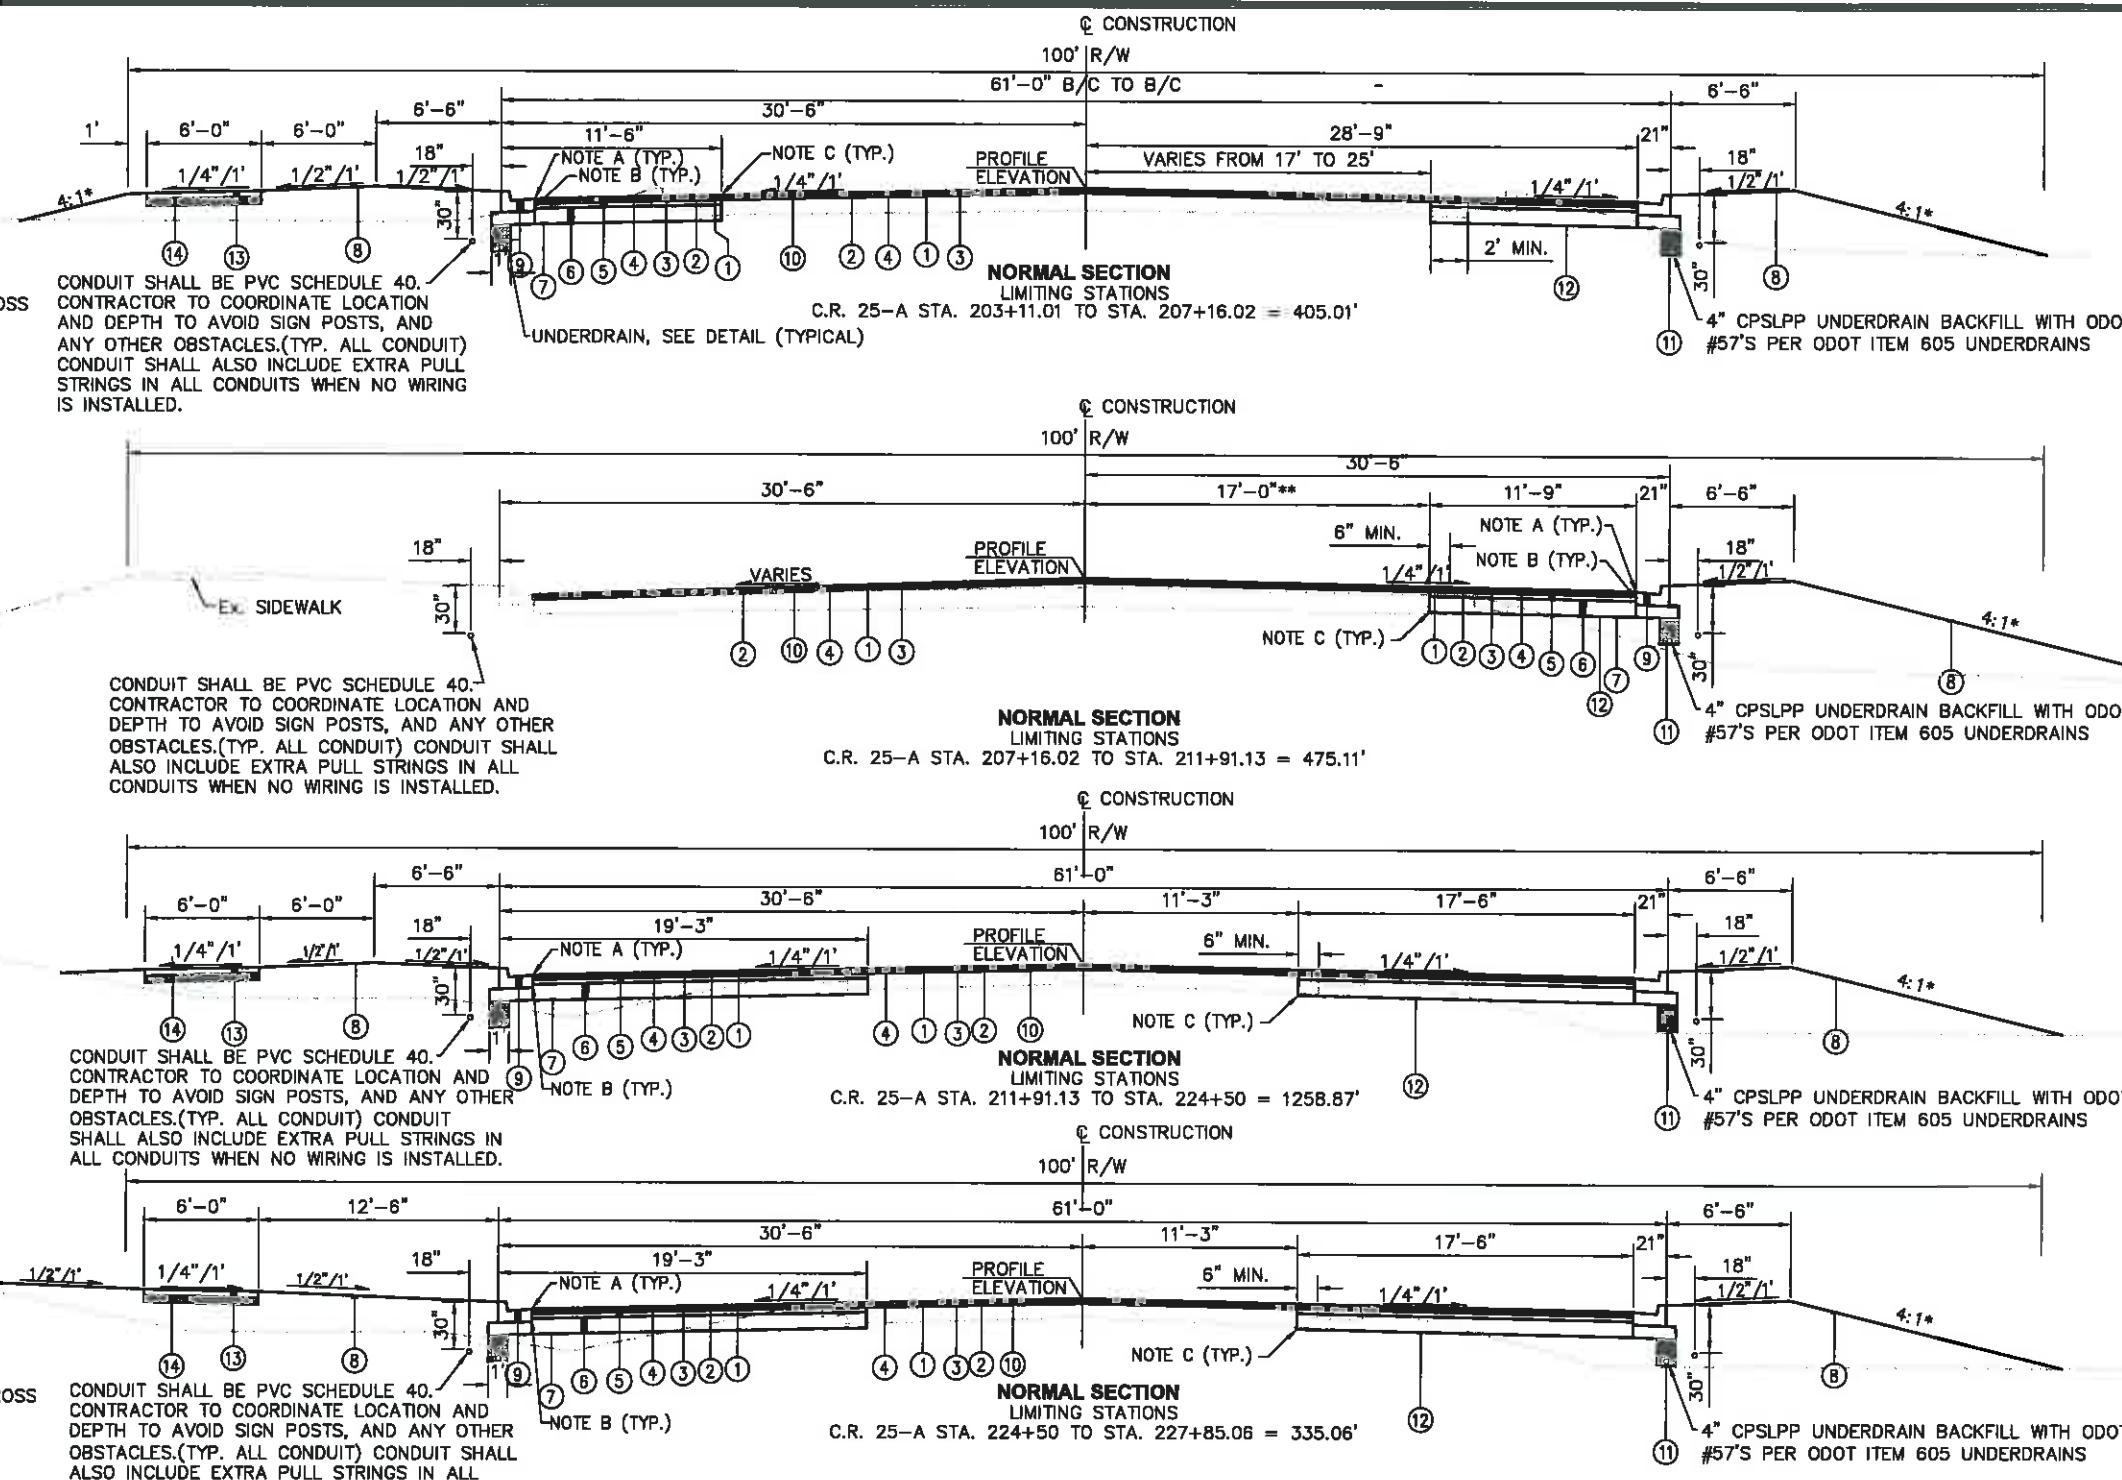 ℄ CONSTRUCTION
100' R/W
61'-0" B/C TO B/C
6'-6" 30'-6" 6'-6"
1' 6'-0" 6'-0" 11'-6" 28'-9" 21"
18" NOTE A (TYP.) NOTE C (TYP.) PROFILE VARIES FROM 17' TO 25' 18"
4:1* 1/4"/1' 1/2"/1' 1/2"/1' NOTE B (TYP.) 1/4"/1' ELEVATION 1/4"/1' 1/2"/1' 4:1*
30" 30"
14 13 8 1' 9 7 6 5 4 3 2 1 10 2 4 1 3 2' MIN. 12 8
CONDUIT SHALL BE PVC SCHEDULE 40.
CONTRACTOR TO COORDINATE LOCATION
AND DEPTH TO AVOID SIGN POSTS, AND
ANY OTHER OBSTACLES.(TYP. ALL CONDUIT)
CONDUIT SHALL ALSO INCLUDE EXTRA PULL
STRINGS IN ALL CONDUITS WHEN NO WIRING
IS INSTALLED.
OSS
UNDERDRAIN, SEE DETAIL (TYPICAL)
NORMAL SECTION
LIMITING STATIONS
C.R. 25-A STA. 203+11.01 TO STA. 207+16.02 = 405.01'
11
4" CPSLPP UNDERDRAIN BACKFILL WITH ODO
#57'S PER ODOT ITEM 605 UNDERDRAINS
℄ CONSTRUCTION
100' R/W
30'-6"
30'-6" 17'-0"** 11'-9" 21" 6'-6"
18" PROFILE 6" MIN. NOTE A (TYP.) 18"
VARIES ELEVATION 1/4"/1' NOTE B (TYP.) 1/2"/1'
Ex. SIDEWALK 30" 30" 4:1*
2 10 4 1 3 NOTE C (TYP.) 1 2 3 4 5 6 7 9 12 8
CONDUIT SHALL BE PVC SCHEDULE 40.
CONTRACTOR TO COORDINATE LOCATION AND
DEPTH TO AVOID SIGN POSTS, AND ANY OTHER
OBSTACLES.(TYP. ALL CONDUIT) CONDUIT SHALL
ALSO INCLUDE EXTRA PULL STRINGS IN ALL
CONDUITS WHEN NO WIRING IS INSTALLED.
NORMAL SECTION
LIMITING STATIONS
C.R. 25-A STA. 207+16.02 TO STA. 211+91.13 = 475.11'
11
4" CPSLPP UNDERDRAIN BACKFILL WITH ODO
#57'S PER ODOT ITEM 605 UNDERDRAINS
℄ CONSTRUCTION
100' R/W
6'-6" 61'-0" 6'-6"
6'-0" 6'-0" 30'-6" 11'-3" 17'-6" 21"
18" 19'-3" PROFILE 6" MIN. 18"
1/4"/1' 1/2"/1' 1/2"/1' NOTE A (TYP.) 1/4"/1' ELEVATION 1/4"/1' 1/2"/1' 4:1*
30" 30"
14 13 8 1' 9 7 6 5 4 3 2 1 4 1 3 2 10 NOTE C (TYP.) 12 8
NOTE B (TYP.)
CONDUIT SHALL BE PVC SCHEDULE 40.
CONTRACTOR TO COORDINATE LOCATION AND
DEPTH TO AVOID SIGN POSTS, AND ANY OTHER
OBSTACLES.(TYP. ALL CONDUIT) CONDUIT
SHALL ALSO INCLUDE EXTRA PULL STRINGS IN
ALL CONDUITS WHEN NO WIRING IS INSTALLED.
NORMAL SECTION
LIMITING STATIONS
C.R. 25-A STA. 211+91.13 TO STA. 224+50 = 1258.87'
11
4" CPSLPP UNDERDRAIN BACKFILL WITH ODOT
#57'S PER ODOT ITEM 605 UNDERDRAINS
℄ CONSTRUCTION
100' R/W
6'-0" 12'-6" 61'-0" 6'-6"
30'-6" 11'-3" 17'-6" 21"
18" 19'-3" PROFILE 6" MIN. 18"
1/2"/1' 1/4"/1' 1/2"/1' NOTE A (TYP.) 1/4"/1' ELEVATION 1/4"/1' 1/2"/1' 4:1*
30" 30"
14 13 8 1' 9 7 6 5 4 3 2 1 4 1 3 2 10 NOTE C (TYP.) 12 8
NOTE B (TYP.)
OSS
CONDUIT SHALL BE PVC SCHEDULE 40.
CONTRACTOR TO COORDINATE LOCATION AND
DEPTH TO AVOID SIGN POSTS, AND ANY OTHER
OBSTACLES.(TYP. ALL CONDUIT) CONDUIT SHALL
ALSO INCLUDE EXTRA PULL STRINGS IN ALL
NORMAL SECTION
LIMITING STATIONS
C.R. 25-A STA. 224+50 TO STA. 227+85.06 = 335.06'
11
4" CPSLPP UNDERDRAIN BACKFILL WITH ODOT
#57'S PER ODOT ITEM 605 UNDERDRAINS